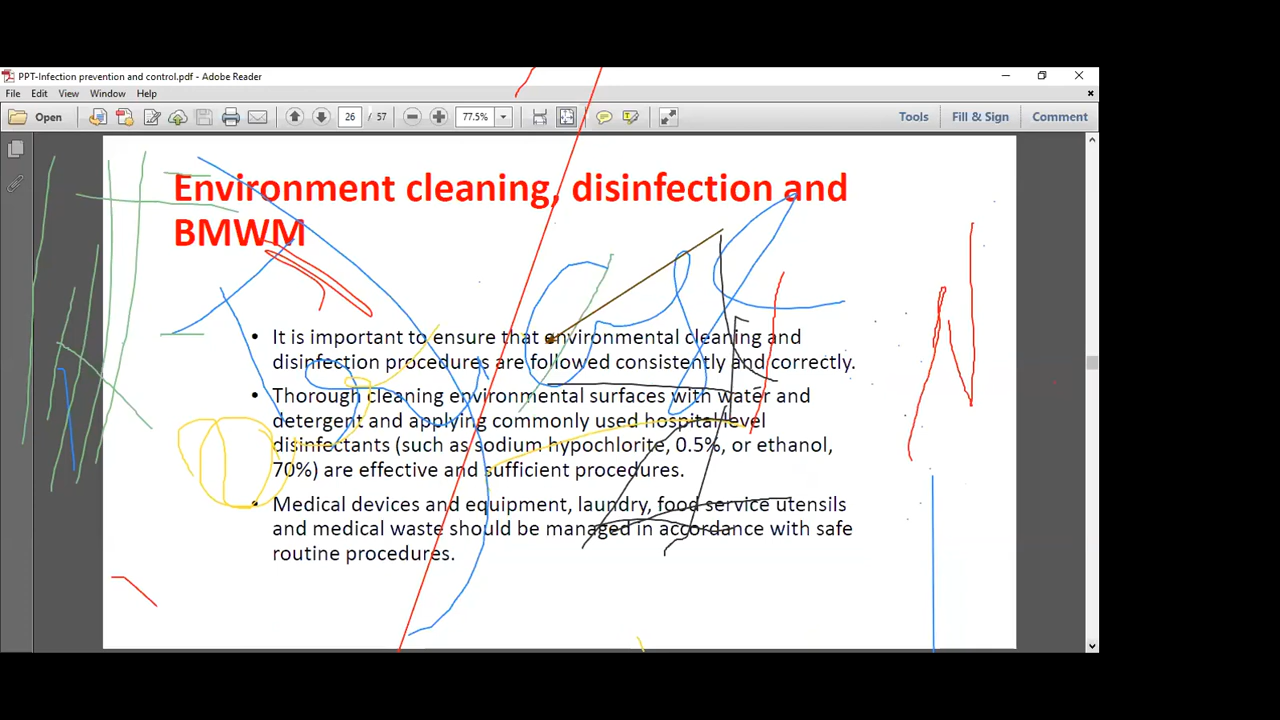 PPT-Infection prevention and control.pdf - Adobe Reader
File Edit View Window Help
Open 26 / 57 77.5% Tools Fill & Sign Comment
Environment cleaning, disinfection and
BMWM
• It is important to ensure that environmental cleaning and
disinfection procedures are followed consistently and correctly.
• Thorough cleaning environmental surfaces with water and
detergent and applying commonly used hospital level
disinfectants (such as sodium hypochlorite, 0.5%, or ethanol,
70%) are effective and sufficient procedures.
• Medical devices and equipment, laundry, food service utensils
and medical waste should be managed in accordance with safe
routine procedures.